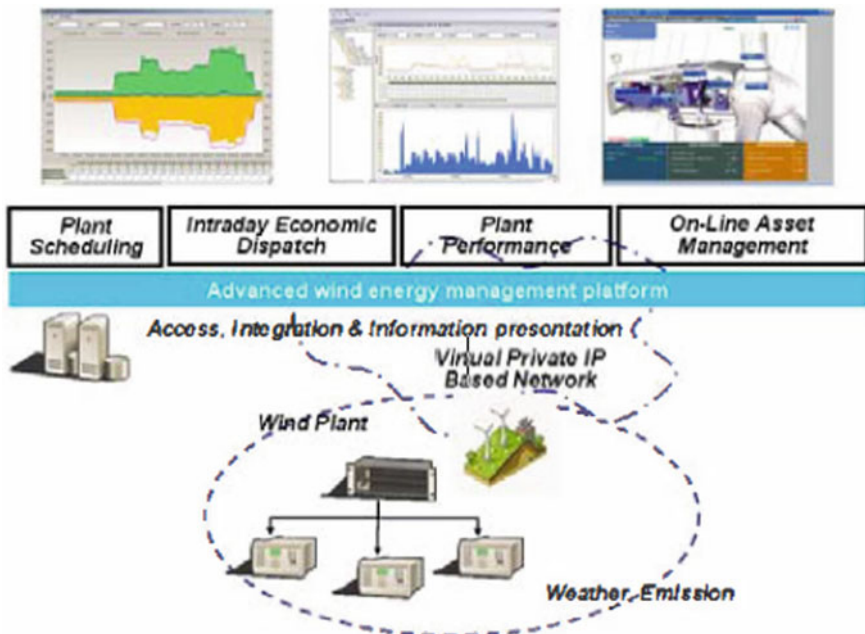 Plant
Scheduling
Intraday Economic
Dispatch
Plant
Performance
On-Line Asset
Management
Advanced wind energy management platform
Access, Integration & Information presentation
Virtual Private IP
Based Network
Wind Plant
Weather, Emission